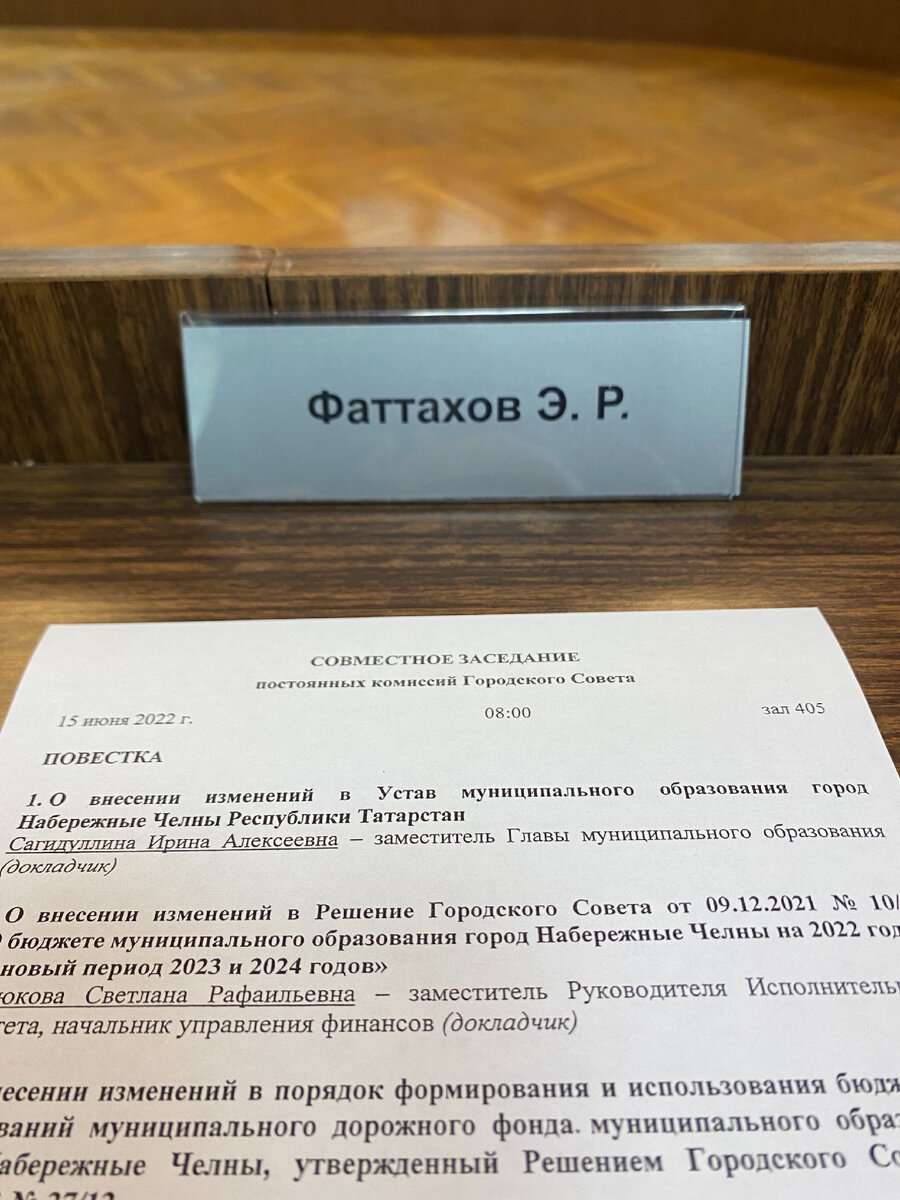 Фаттахов Э. Р.
СОВМЕСТНОЕ ЗАСЕДАНИЕ
постоянных комиссий Городского Совета
15 июня 2022 г. 08:00 зал 405
ПОВЕСТКА
1. О внесении изменений в Устав муниципального образования город
Набережные Челны Республики Татарстан
Сагидуллина Ирина Алексеевна – заместитель Главы муниципального образования
(докладчик)
О внесении изменений в Решение Городского Совета от 09.12.2021 № 10/
бюджете муниципального образования город Набережные Челны на 2022 год
новый период 2023 и 2024 годов»
Светлана Рафаильевна – заместитель Руководителя
начальник управления финансов (докладчик)
изменений в порядок формирования и использования
муниципального дорожного фонда муниципального
Набережные Челны, утвержденный Решением Городского